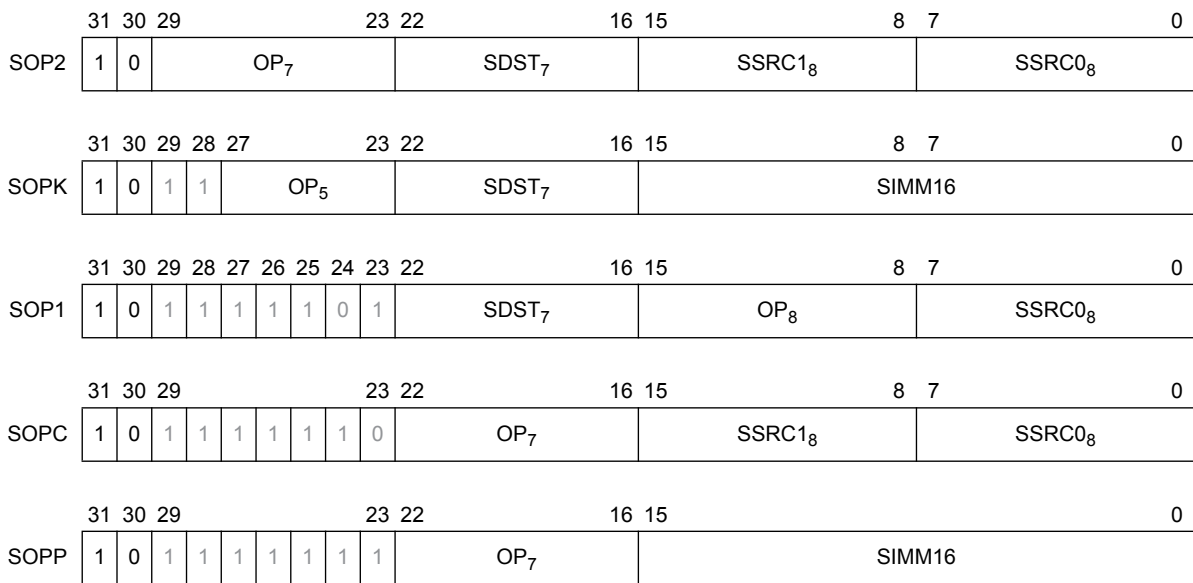 31 30 29 23 22 16 15 8 7 0
SOP2 1 0 OP7 SDST7 SSRC18 SSRC08
31 30 29 28 27 23 22 16 15 8 7 0
SOPK 1 0 1 1 OP5 SDST7 SIMM16
31 30 29 28 27 26 25 24 23 22 16 15 8 7 0
SOP1 1 0 1 1 1 1 1 0 1 SDST7 OP8 SSRC08
31 30 29 23 22 16 15 8 7 0
SOPC 1 0 1 1 1 1 1 1 0 OP7 SSRC18 SSRC08
31 30 29 23 22 16 15 0
SOPP 1 0 1 1 1 1 1 1 1 OP7 SIMM16